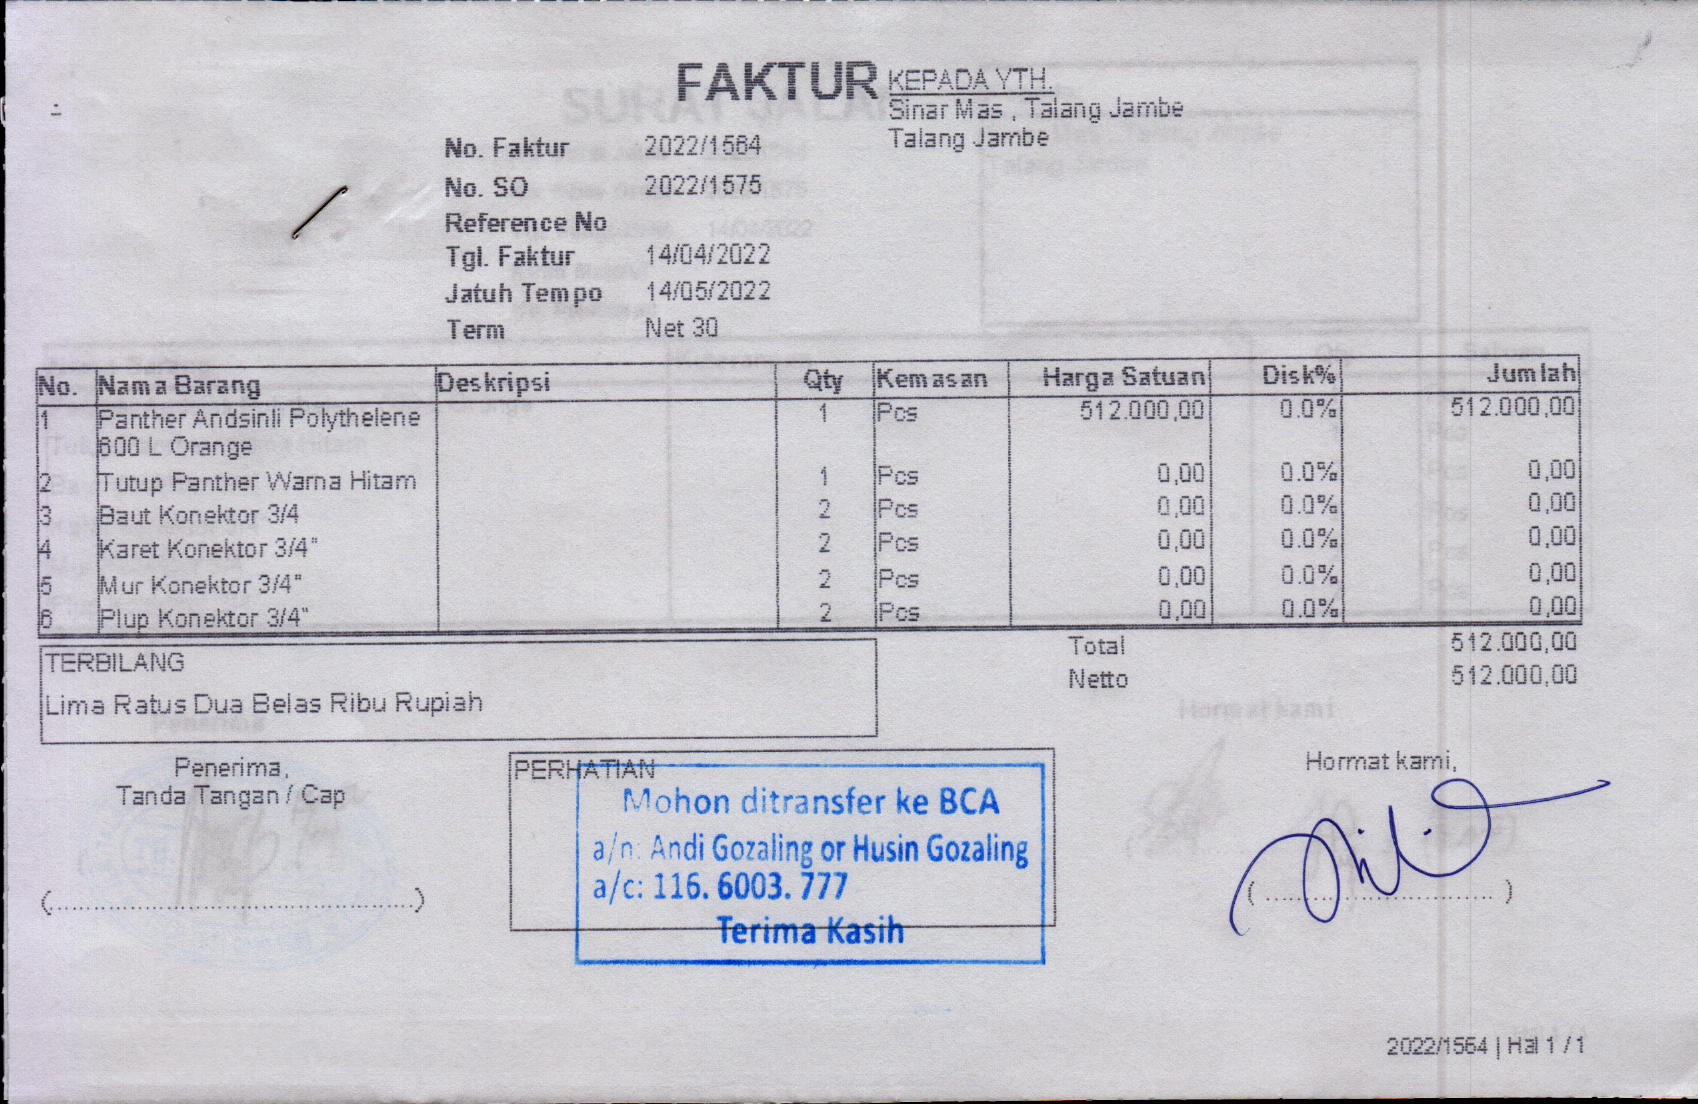 FAKTUR
KEPADA YTH.
Sinar Mas , Talang Jambe
Talang Jambe
No. Faktur 2022/1564
No. SO 2022/1575
Reference No
Tgl. Faktur 14/04/2022
Jatuh Tempo 14/05/2022
Term Net 30
No. Nama Barang Deskripsi Qty Kemasan Harga Satuan Disk% Jumlah
1 Panther Andsinli Polythelene 1 Pcs 512.000,00 0.0% 512.000,00
600 L Orange
2 Tutup Panther Warna Hitam 1 Pcs 0,00 0.0% 0,00
3 Baut Konektor 3/4 2 Pcs 0,00 0.0% 0,00
4 Karet Konektor 3/4" 2 Pcs 0,00 0.0% 0,00
5 Mur Konektor 3/4" 2 Pcs 0,00 0.0% 0,00
6 Plup Konektor 3/4" 2 Pcs 0,00 0.0% 0,00
Total 512.000,00
Netto 512.000,00
TERBILANG
Lima Ratus Dua Belas Ribu Rupiah
Penerima,
Tanda Tangan / Cap
(..................................................)
PERHATIAN
Mohon ditransfer ke BCA
a/n: Andi Gozaling or Husin Gozaling
a/c: 116. 6003. 777
Terima Kasih
Hormat kami,
( ............................... )
2022/1564 | Hal 1 / 1